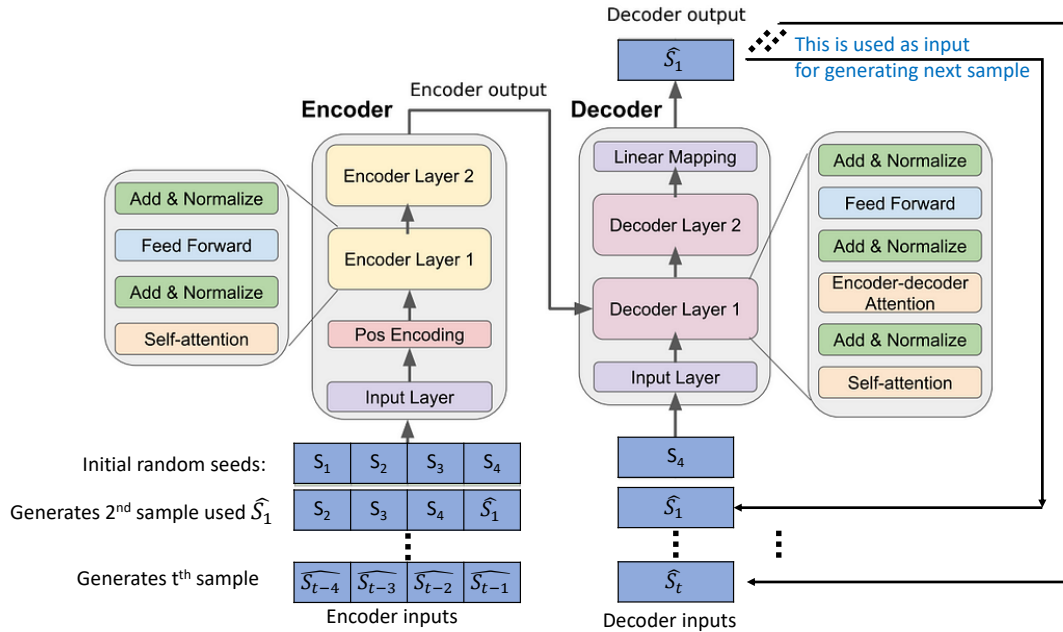 Decoder output
Ŝ₁
This is used as input
for generating next sample
Encoder output
Encoder
Decoder
Add & Normalize
Feed Forward
Add & Normalize
Self-attention
Encoder Layer 2
Encoder Layer 1
Pos Encoding
Input Layer
Linear Mapping
Decoder Layer 2
Decoder Layer 1
Input Layer
Add & Normalize
Feed Forward
Add & Normalize
Encoder-decoder
Attention
Add & Normalize
Self-attention
Initial random seeds: S₁ S₂ S₃ S₄
S₄
Generates 2ⁿᵈ sample used Ŝ₁ S₂ S₃ S₄ Ŝ₁
Ŝ₁
Generates tᵗʰ sample Ŝₜ₋₄ Ŝₜ₋₃ Ŝₜ₋₂ Ŝₜ₋₁
Ŝₜ
Encoder inputs
Decoder inputs